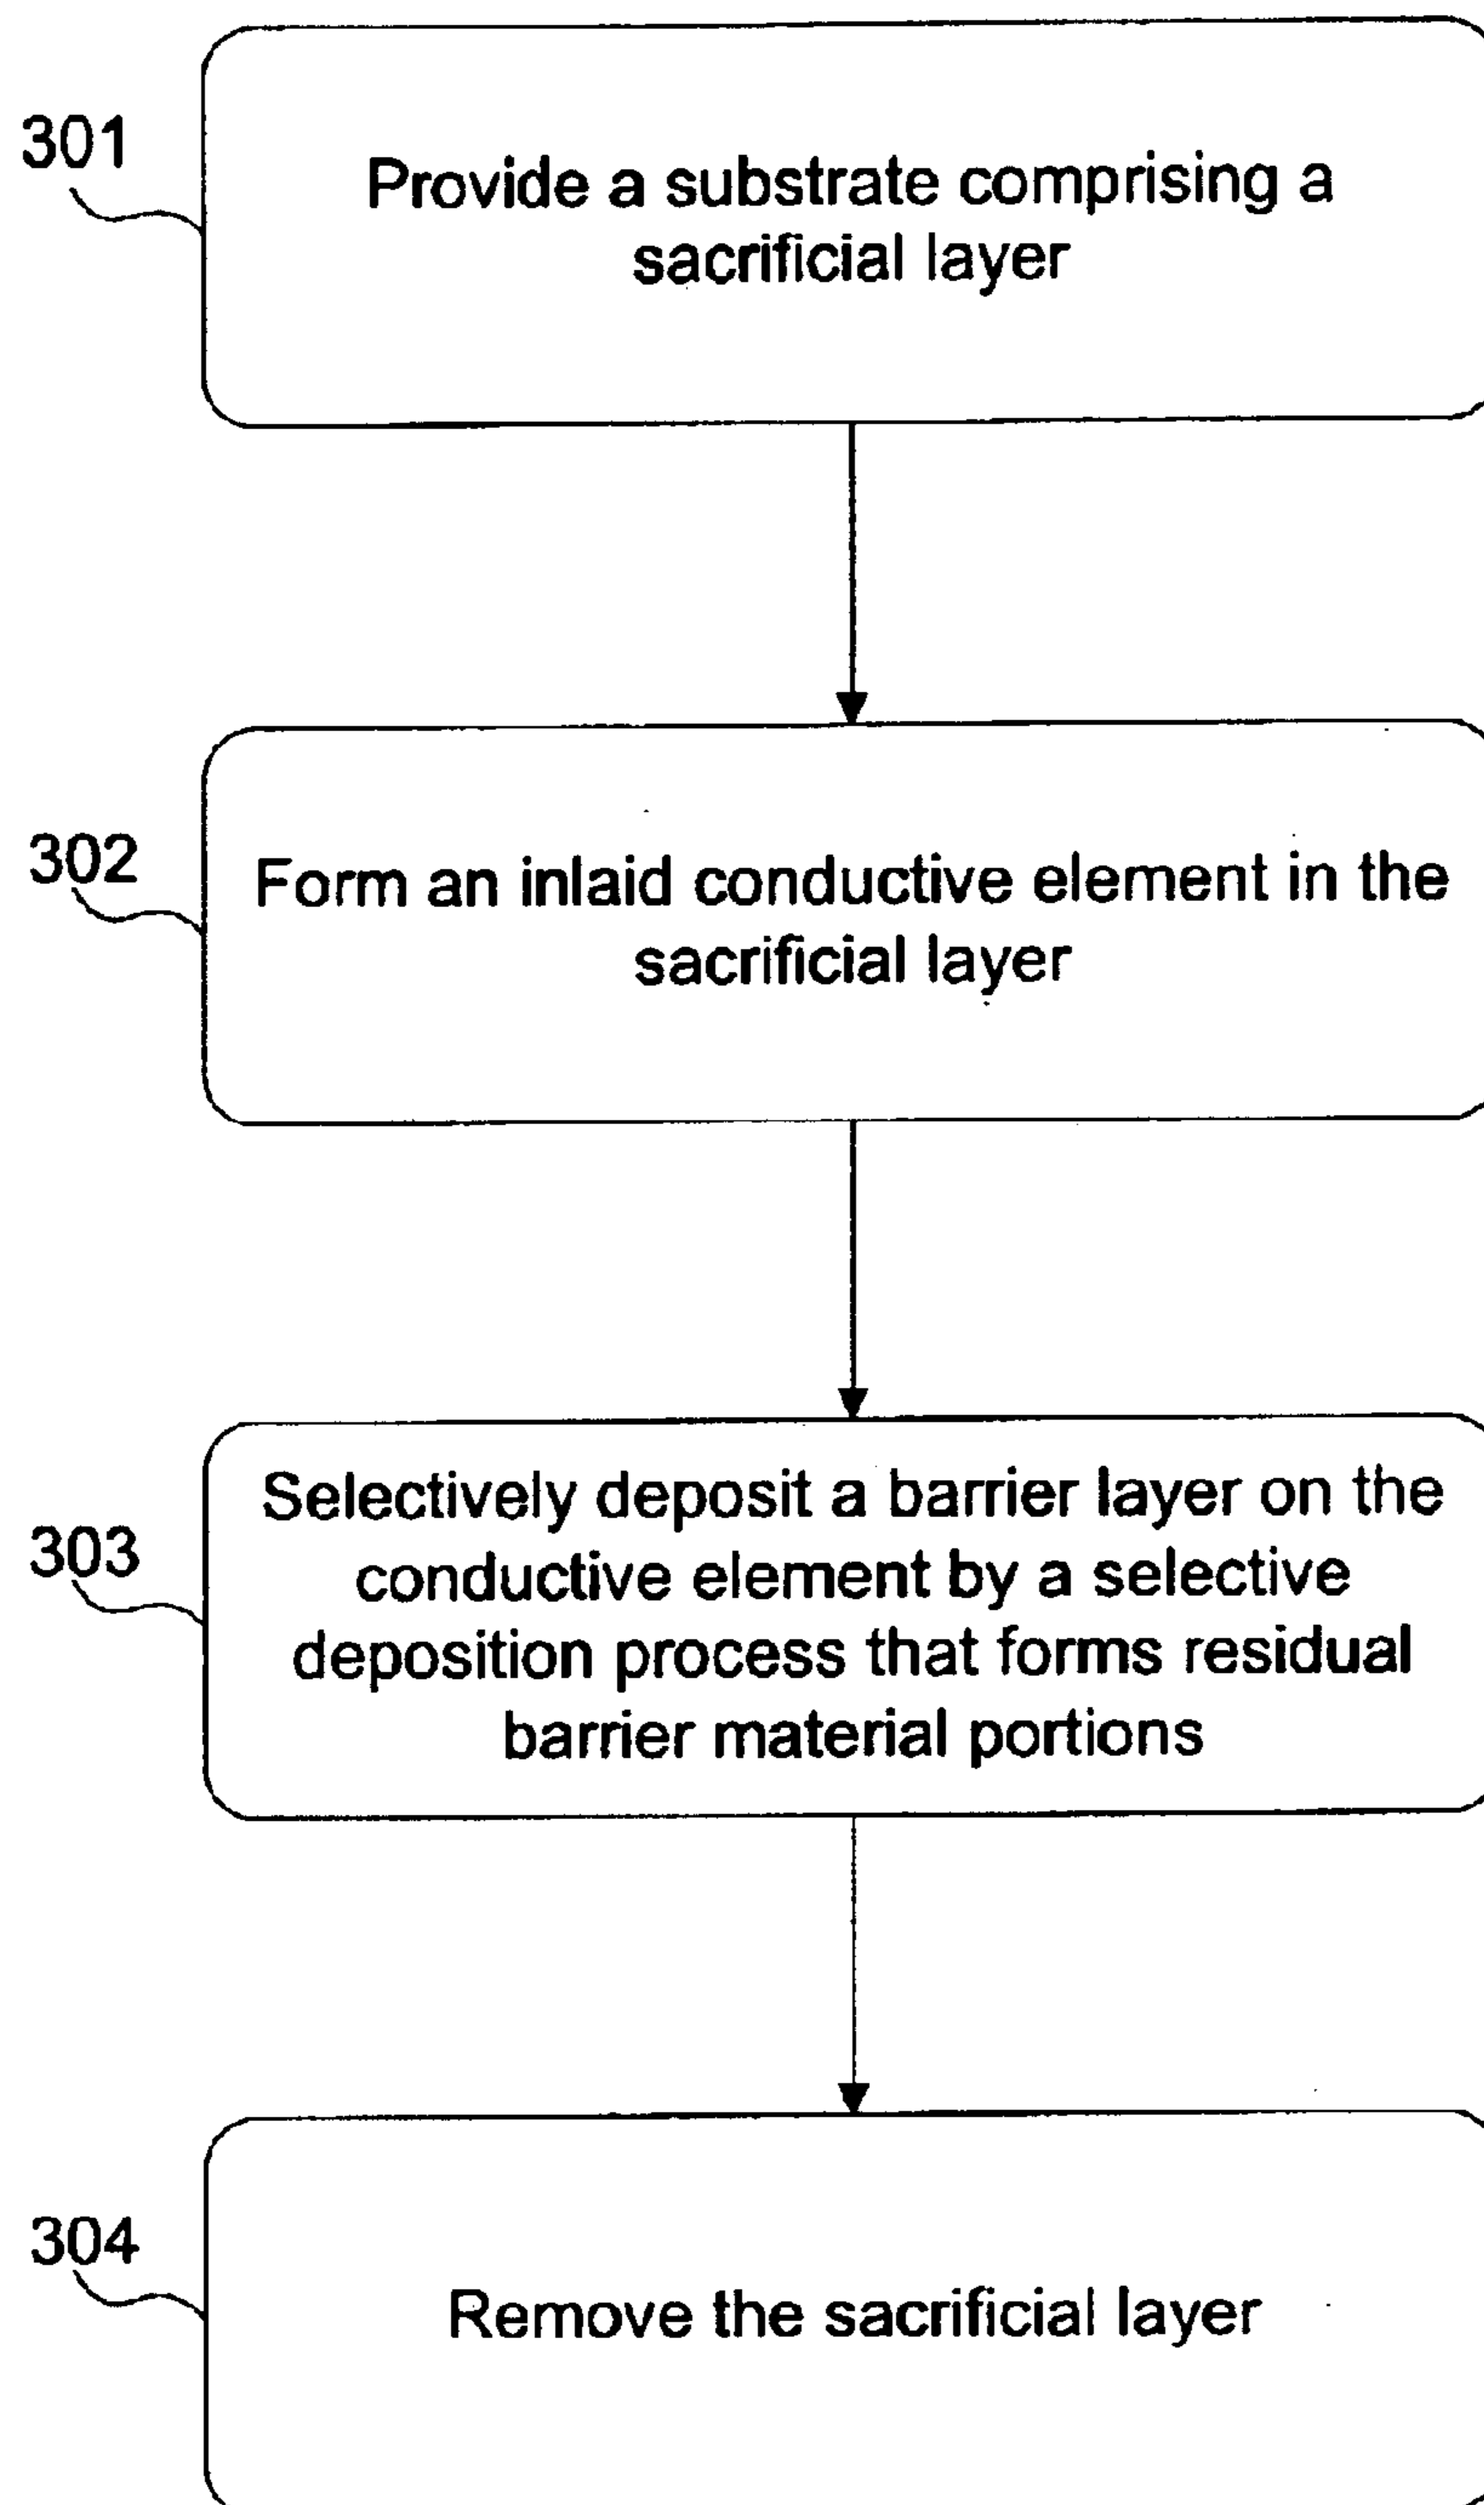 301
Provide a substrate comprising a
sacrificial layer
302
Form an inlaid conductive element in the
sacrificial layer
303
Selectively deposit a barrier layer on the
conductive element by a selective
deposition process that forms residual
barrier material portions
304
Remove the sacrificial layer